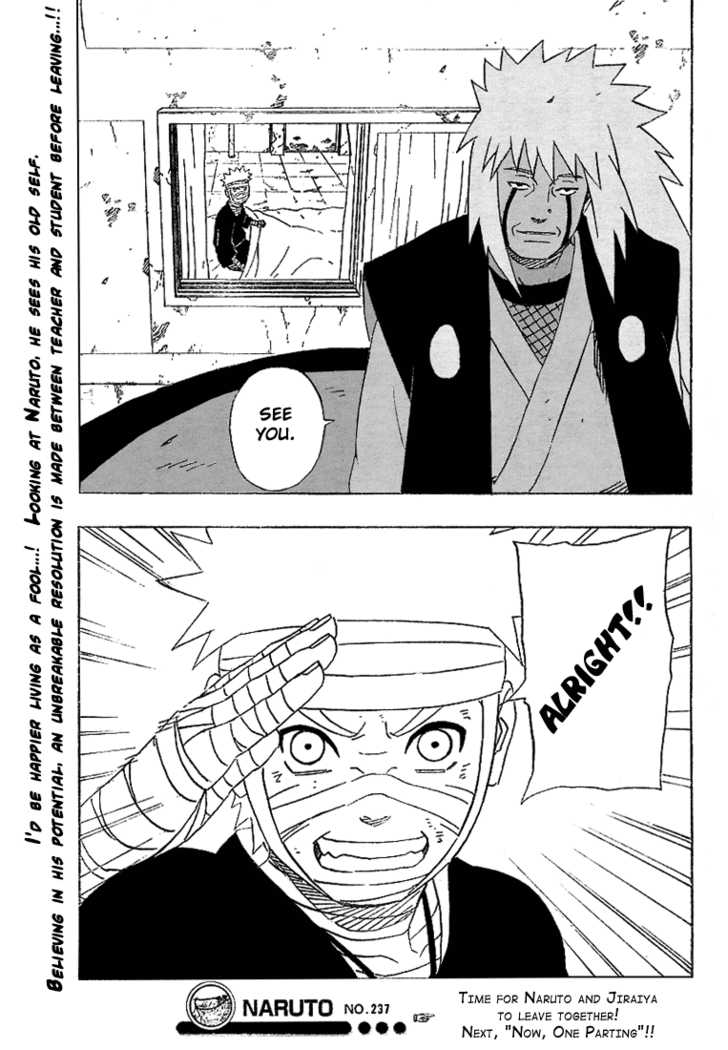 I'D BE HAPPIER LIVING AS A FOOL...! LOOKING AT NARUTO, HE SEES HIS OLD SELF.
BELIEVING IN HIS POTENTIAL, AN UNBREAKABLE RESOLUTION IS MADE BETWEEN TEACHER AND STUDENT BEFORE LEAVING...!!
SEE
YOU.
ALRIGHT!!
NARUTO NO.237
TIME FOR NARUTO AND JIRAIYA
TO LEAVE TOGETHER!
NEXT, "NOW, ONE PARTING"!!